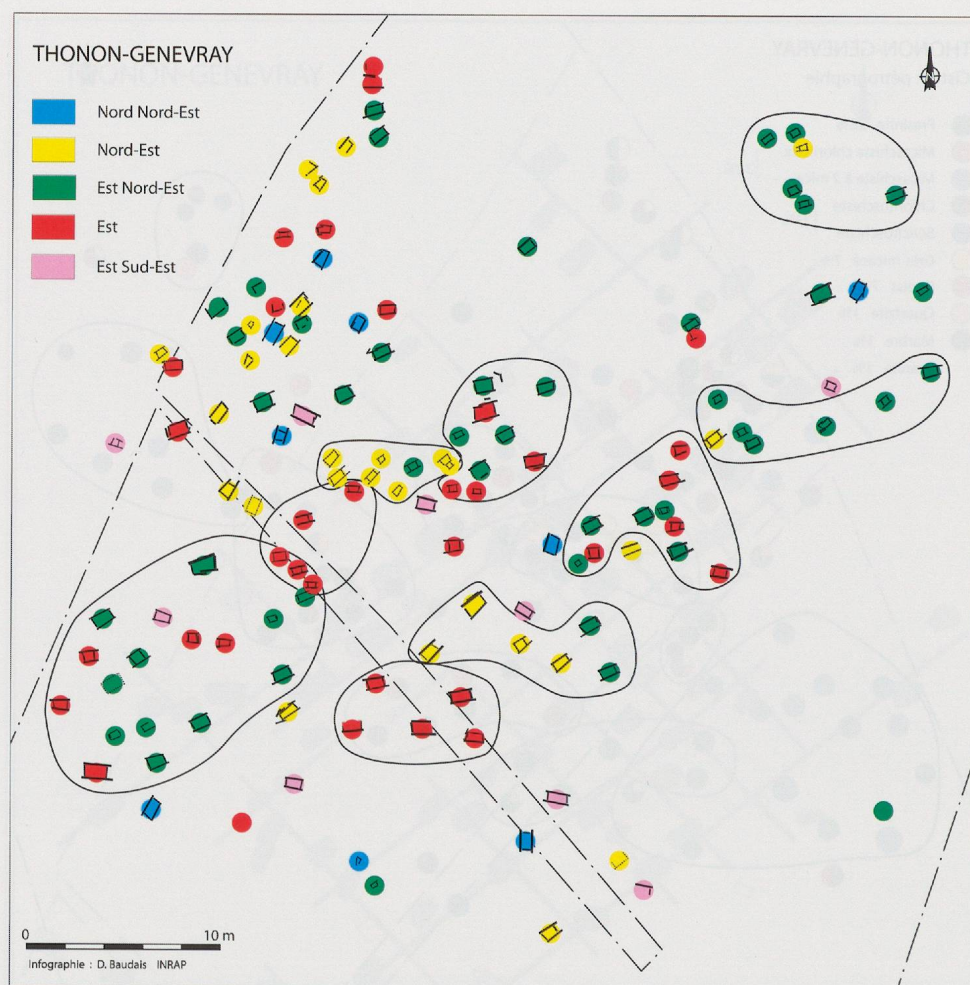 THONON-GENEVRAY
Nord Nord-Est
Nord-Est
Est Nord-Est
Est
Est Sud-Est
N
0 10 m
Infographie : D. Baudais INRAP